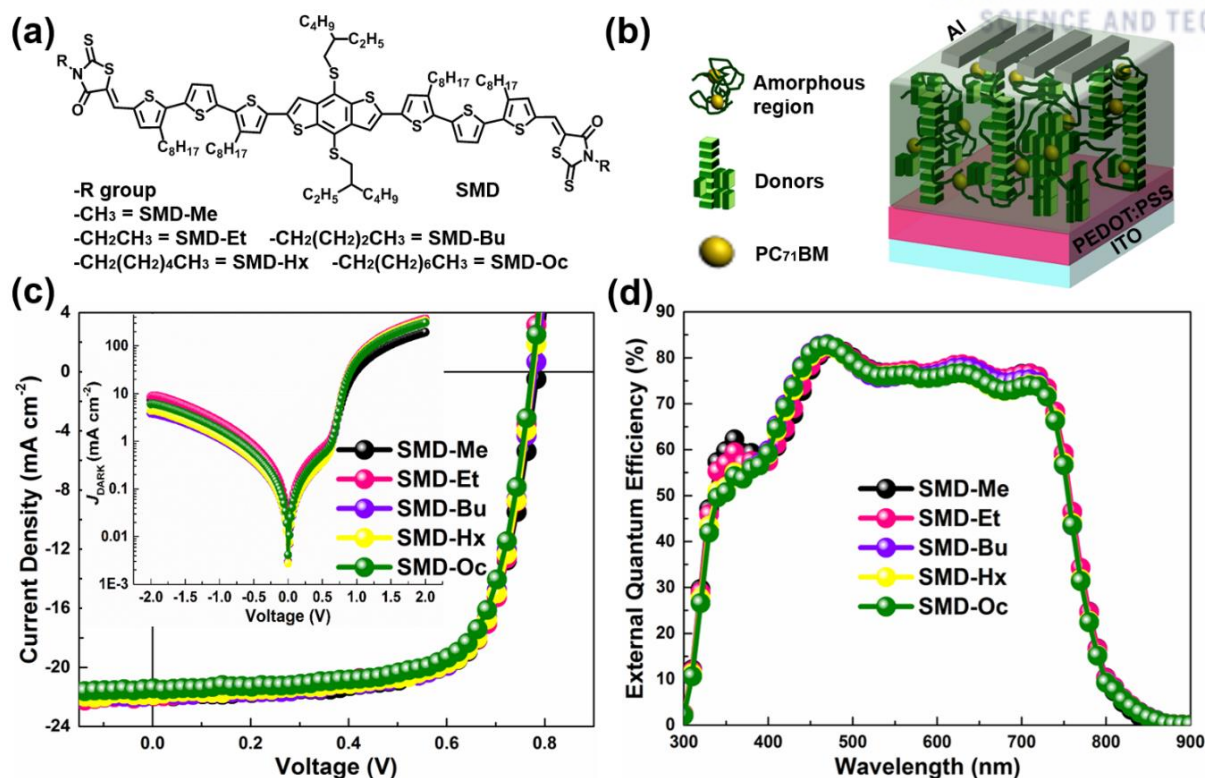 SCIENCE AND TEC
(a)
C₄H₉
C₂H₅
S
R
N
S
S
O
S
C₈H₁₇
S
S
C₈H₁₇
S
S
S
S
C₂H₅
C₄H₉
C₈H₁₇
C₈H₁₇
S
S
S
O
N
R
S
S
SMD
-R group
-CH₃ = SMD-Me
-CH₂CH₃ = SMD-Et -CH₂(CH₂)₂CH₃ = SMD-Bu
-CH₂(CH₂)₄CH₃ = SMD-Hx -CH₂(CH₂)₆CH₃ = SMD-Oc
(b)
Amorphous
region
Donors
PC₇₁BM
Al
PEDOT:PSS
ITO
(c)
Current Density (mA cm⁻²)
4
0
-4
-8
-12
-16
-20
-24
0.0 0.2 0.4 0.6 0.8
Voltage (V)
J_DARK (mA cm⁻²)
100
10
1
0.1
0.01
1E-3
-2.0 -1.5 -1.0 -0.5 0.0 0.5 1.0 1.5 2.0
Voltage (V)
SMD-Me
SMD-Et
SMD-Bu
SMD-Hx
SMD-Oc
(d)
External Quantum Efficiency (%)
90
80
70
60
50
40
30
20
10
0
300 400 500 600 700 800 900
Wavelength (nm)
SMD-Me
SMD-Et
SMD-Bu
SMD-Hx
SMD-Oc